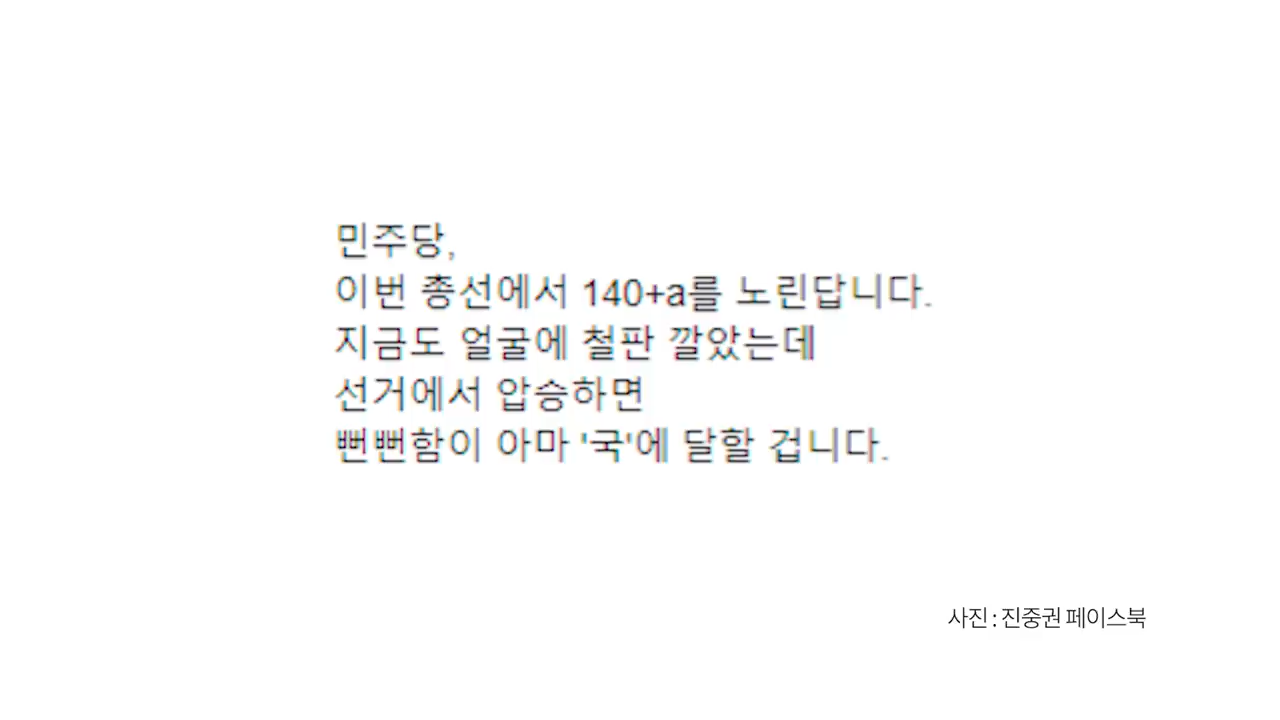 민주당,
이번 총선에서 140+a를 노린답니다.
지금도 얼굴에 철판 깔았는데
선거에서 압승하면
뻔뻔함이 아마 '국'에 달할 겁니다.
사진 : 진중권 페이스북